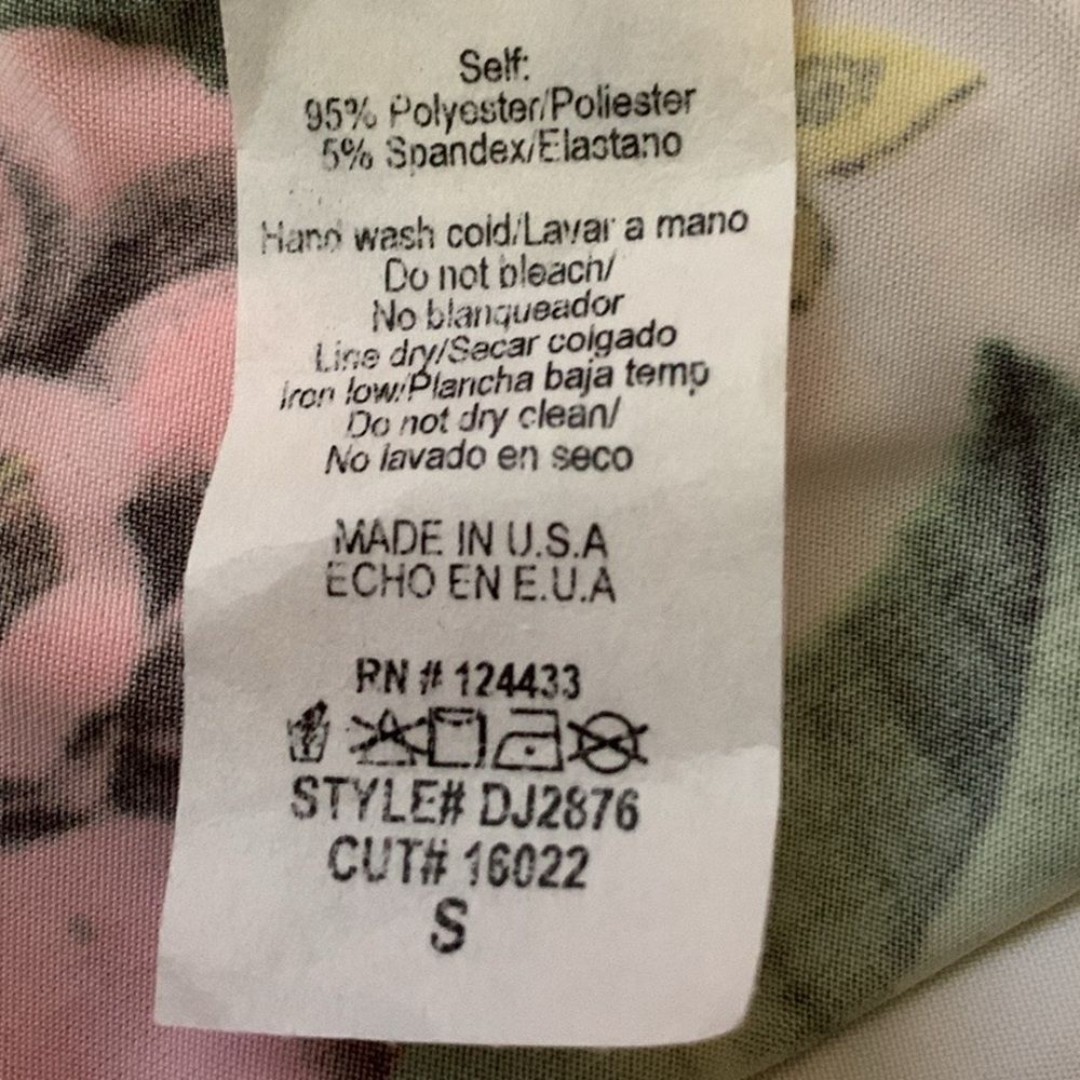 Self:
95% Polyester/Poliester
5% Spandex/Elastano
Hand wash cold/Lavar a mano
Do not bleach/
No blanqueador
Line dry/Secar colgado
Iron low/Plancha baja temp
Do not dry clean/
No lavado en seco
MADE IN U.S.A
ECHO EN E.U.A
RN # 124433
STYLE# DJ2876
CUT# 16022
S